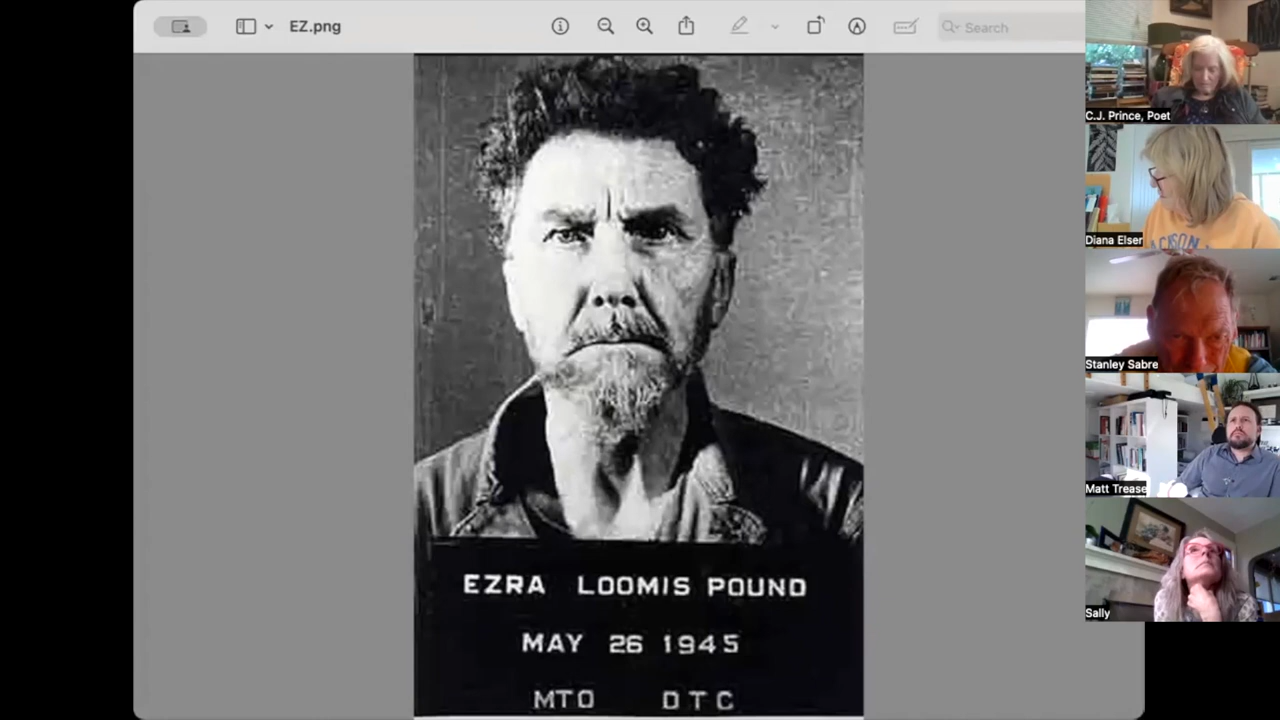 EZ.png
Search
EZRA LOOMIS POUND
MAY 26 1945
MTO DTC
C.J. Prince, Poet
Diana Elser
ACSON
Stanley Sabre
Matt Trease
Sally